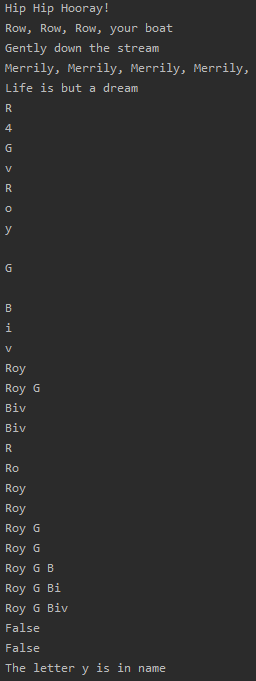 Hip Hip Hooray!
Row, Row, Row, your boat
Gently down the stream
Merrily, Merrily, Merrily, Merrily,
Life is but a dream
R
4
G
v
R
o
y
G
B
i
v
Roy
Roy G
Biv
Biv
R
Ro
Roy
Roy
Roy G
Roy G
Roy G B
Roy G Bi
Roy G Biv
False
False
The letter y is in name